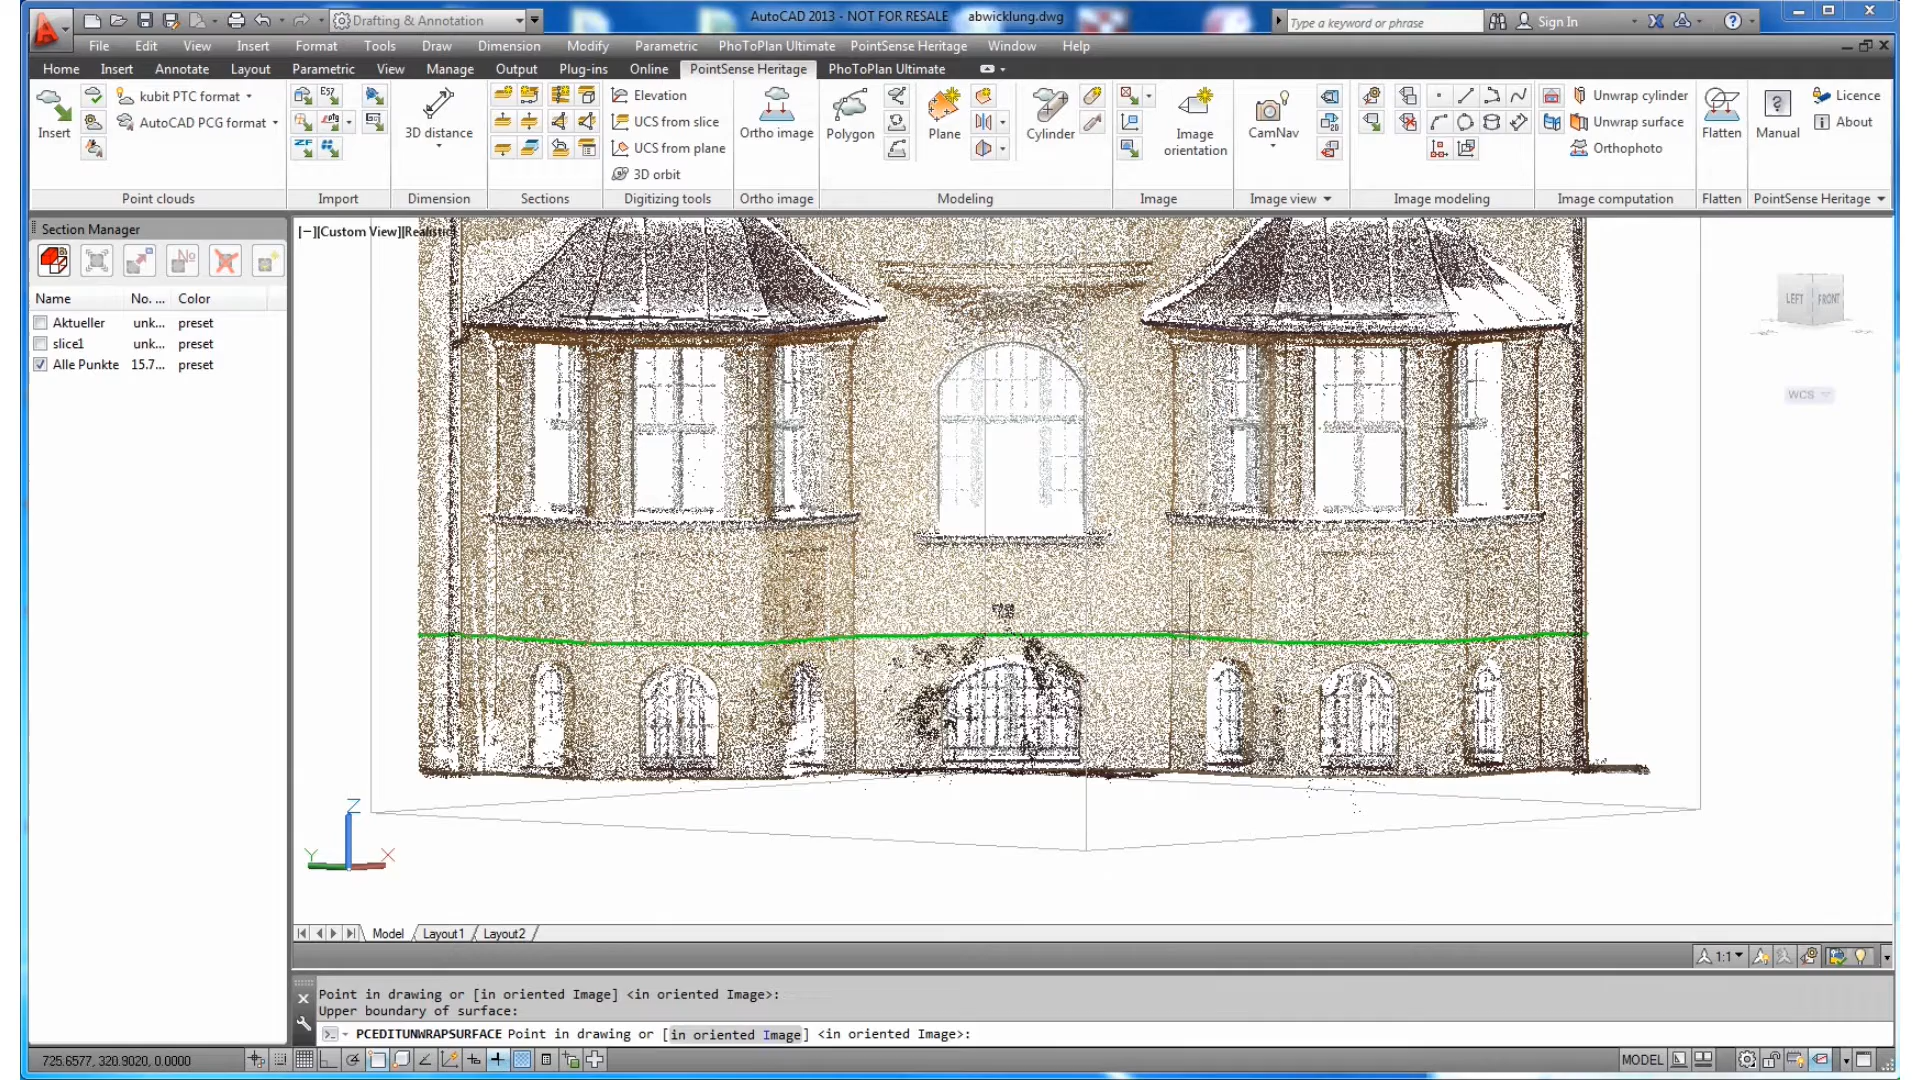 Drafting & Annotation
AutoCAD 2013 - NOT FOR RESALE abwicklung.dwg
Type a keyword or phrase
Sign In
File Edit View Insert Format Tools Draw Dimension Modify Parametric PhoToPlan Ultimate PointSense Heritage Window Help
Home Insert Annotate Layout Parametric View Manage Output Plug-ins Online PointSense Heritage PhoToPlan Ultimate
Insert
kubit PTC format
AutoCAD PCG format
Point clouds
E57
.ptg
ZF
Import
3D distance
Dimension
Sections
Elevation
UCS from slice
UCS from plane
3D orbit
Digitizing tools
Ortho image
Ortho image
Polygon
Plane
Cylinder
Modeling
Image orientation
Image
CamNav
Image view
Image modeling
Unwrap cylinder
Unwrap surface
Orthophoto
Image computation
Flatten
Flatten
Manual
Licence
About
PointSense Heritage
Section Manager
No
Name No. ... Color
Aktueller unk... preset
slice1 unk... preset
Alle Punkte 15.7... preset
[−][Custom View][Realistic]
LEFT FRONT
WCS
Z
Y X
Model Layout1 Layout2
1:1
Point in drawing or [in oriented Image] <in oriented Image>:
Upper boundary of surface:
PCEDITUNWRAPSURFACE Point in drawing or [in oriented Image] <in oriented Image>:
725.6577, 320.9020, 0.0000
MODEL